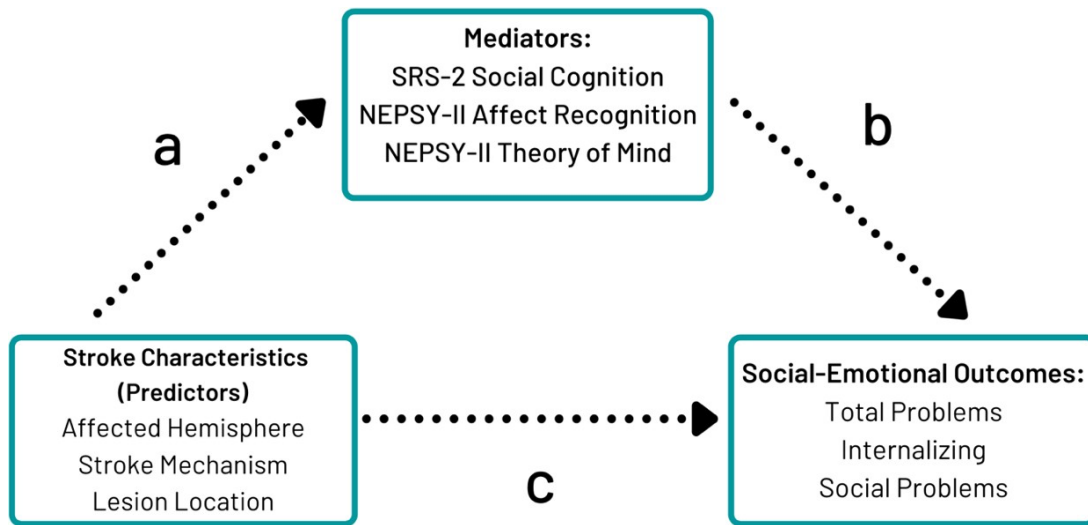 Mediators:
SRS-2 Social Cognition
NEPSY-II Affect Recognition
NEPSY-II Theory of Mind
a
b
Stroke Characteristics
(Predictors)
Affected Hemisphere
Stroke Mechanism
Lesion Location
c
Social-Emotional Outcomes:
Total Problems
Internalizing
Social Problems